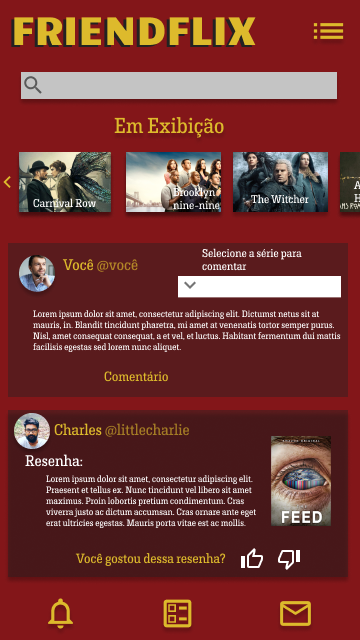 FRIENDFLIX
Em Exibição
Carnival Row
Brooklyn
nine-nine
The Witcher
A
H
Selecione a série para
comentar
Você @você
Lorem ipsum dolor sit amet, consectetur adipiscing elit. Dictumst netus sit at
mauris, in. Blandit tincidunt pharetra, mi amet at venenatis tortor semper purus.
Nisl, amet consequat consequat, a et vel, et luctus. Habitant fermentum dui mattis
facilisis egestas sed lorem nunc aliquet.
Comentário
Charles @littlecharlie
Resenha:
Lorem ipsum dolor sit amet, consectetur adipiscing elit.
Praesent et tellus ex. Nunc tincidunt vel libero sit amet
maximus. Proin lobortis pretium condimentum. Cras
viverra justo ac dictum accumsan. Cras ornare ante eget
erat ultricies egestas. Mauris porta vitae est ac mollis.
FEED
Você gostou dessa resenha?